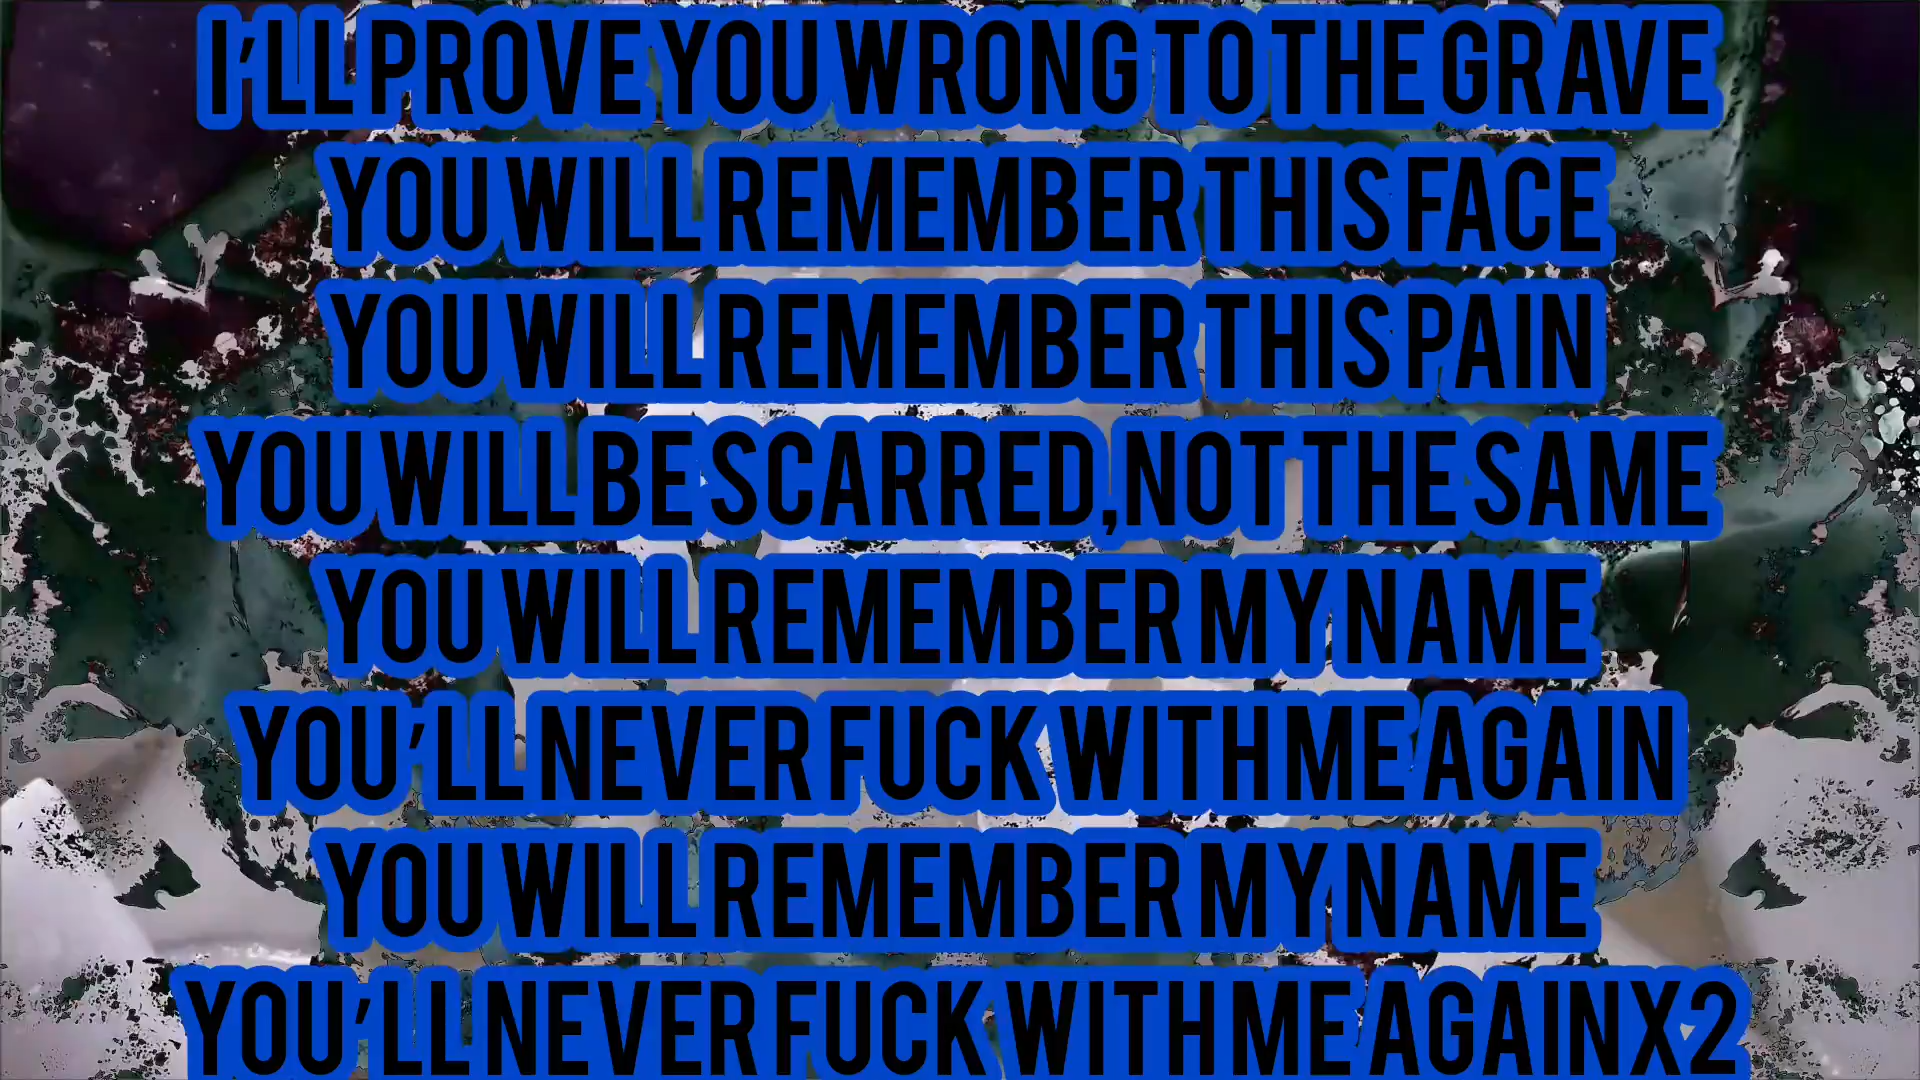 I'LL PROVE YOU WRONG TO THE GRAVE
YOU WILL REMEMBER THIS FACE
YOU WILL REMEMBER THIS PAIN
YOU WILL BE SCARRED, NOT THE SAME
YOU WILL REMEMBER MY NAME
YOU'LL NEVER FUCK WITH ME AGAIN
YOU WILL REMEMBER MY NAME
YOU'LL NEVER FUCK WITH ME AGAIN X2